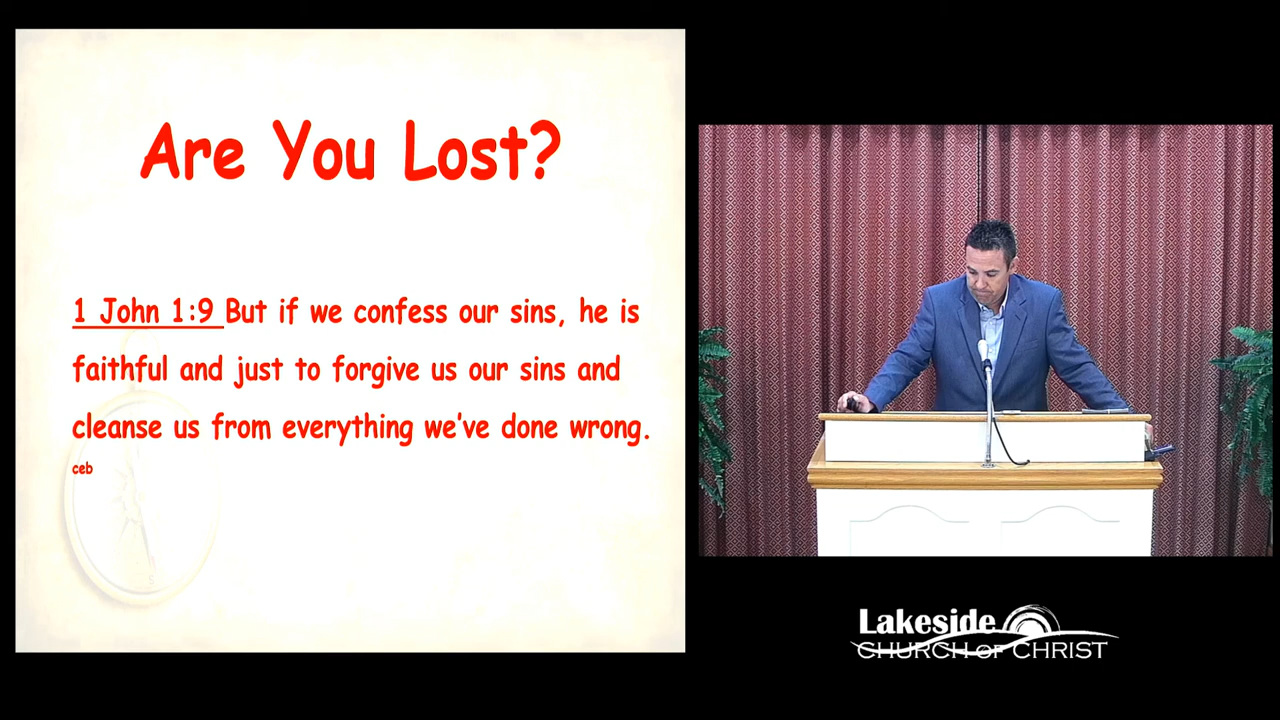 Are You Lost?
1 John 1:9 But if we confess our sins, he is
faithful and just to forgive us our sins and
cleanse us from everything we've done wrong.
ceb
Lakeside
CHURCH OF CHRIST